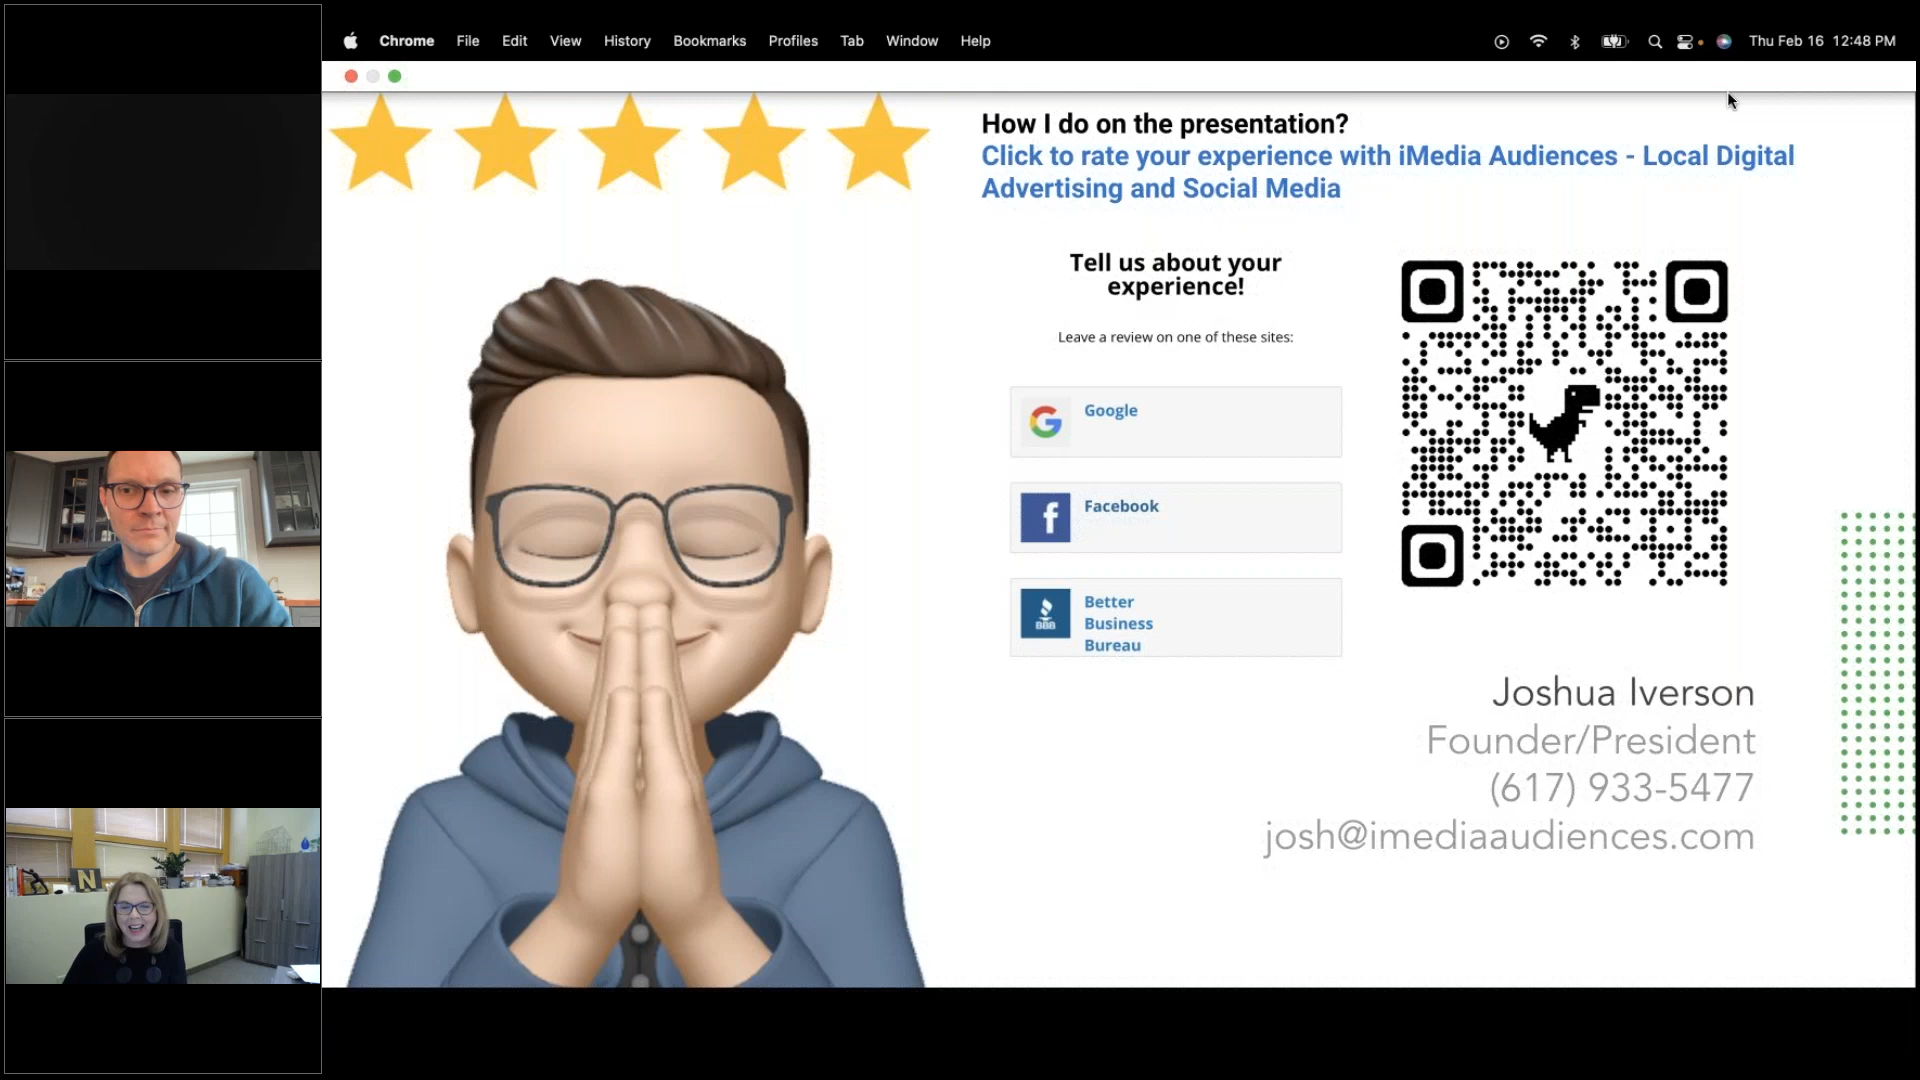 Chrome File Edit View History Bookmarks Profiles Tab Window Help
Thu Feb 16 12:48 PM
How I do on the presentation?
Click to rate your experience with iMedia Audiences - Local Digital
Advertising and Social Media
Tell us about your
experience!
Leave a review on one of these sites:
Google
Facebook
BBB
Better
Business
Bureau
Joshua Iverson
Founder/President
(617) 933-5477
josh@imediaaudiences.com
N